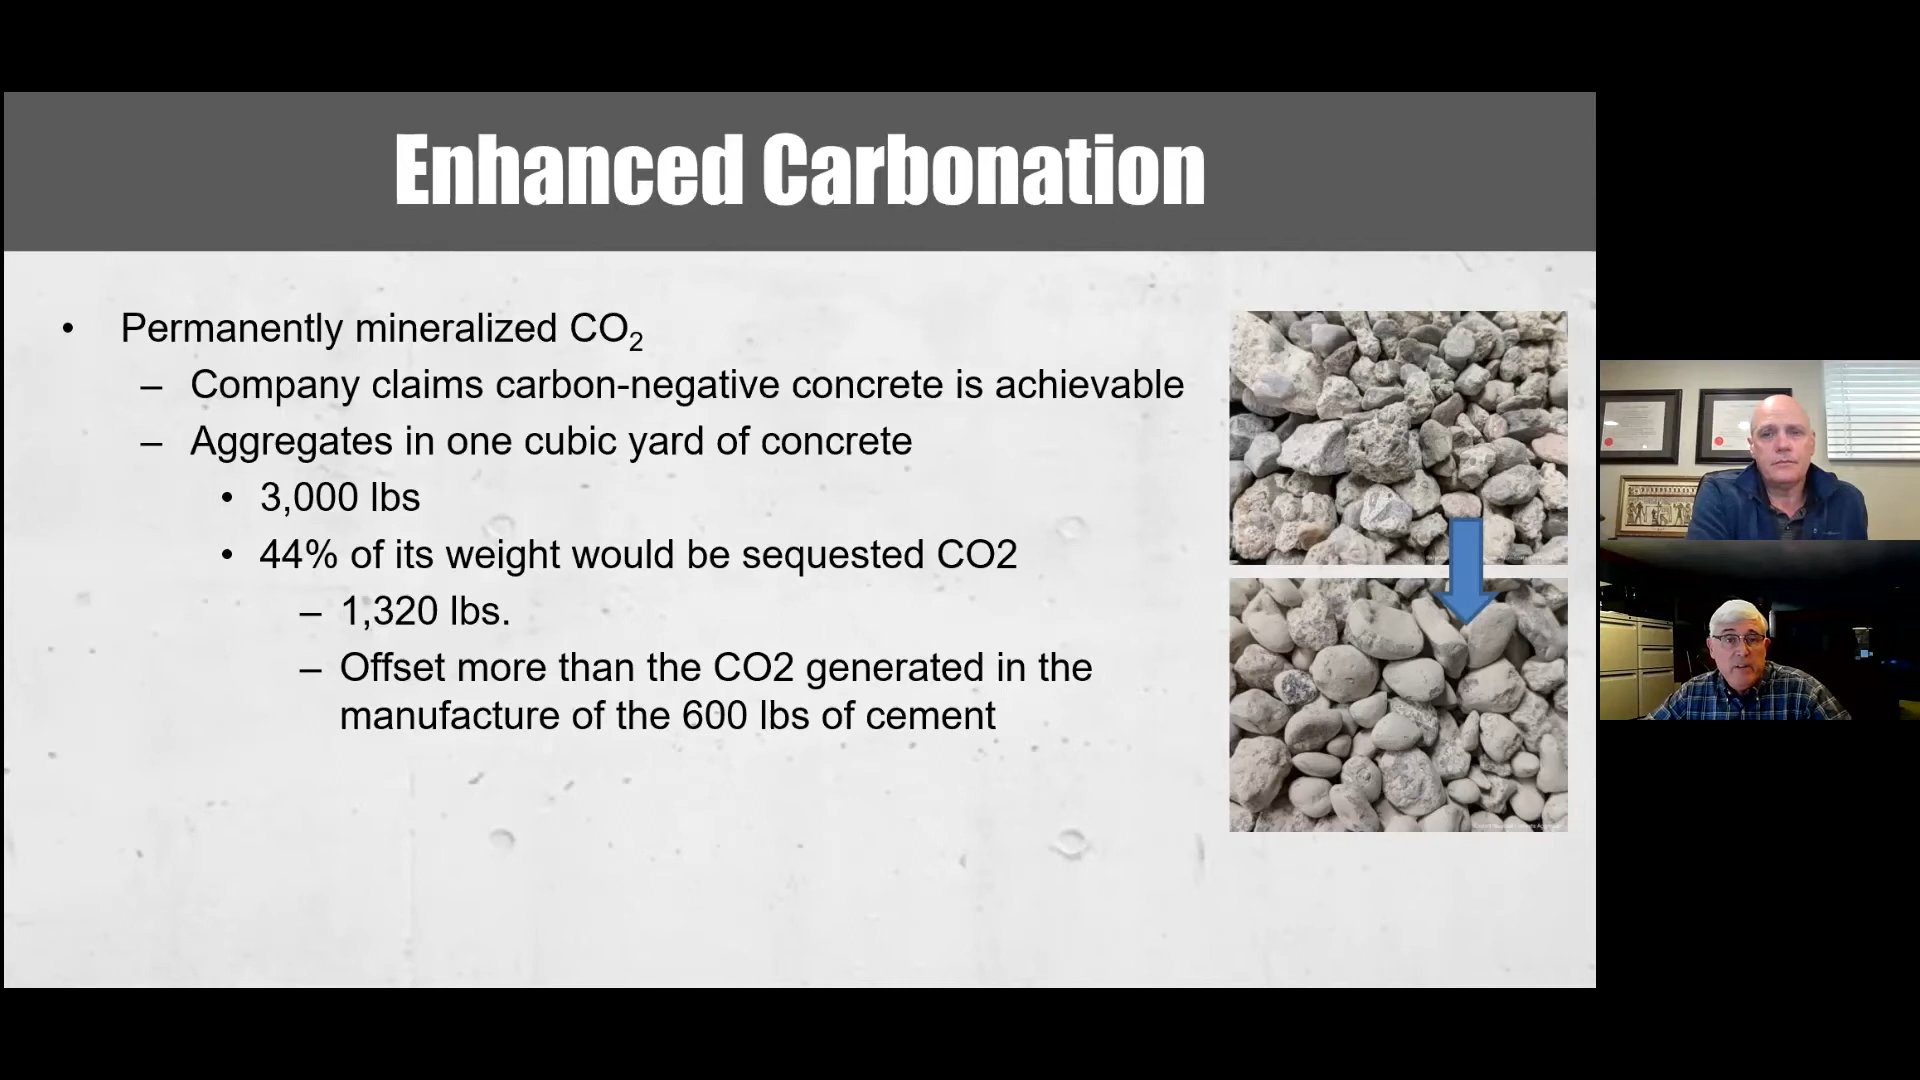 Enhanced Carbonation
• Permanently mineralized CO₂
– Company claims carbon-negative concrete is achievable
– Aggregates in one cubic yard of concrete
• 3,000 lbs
• 44% of its weight would be sequested CO2
– 1,320 lbs.
– Offset more than the CO2 generated in the
manufacture of the 600 lbs of cement